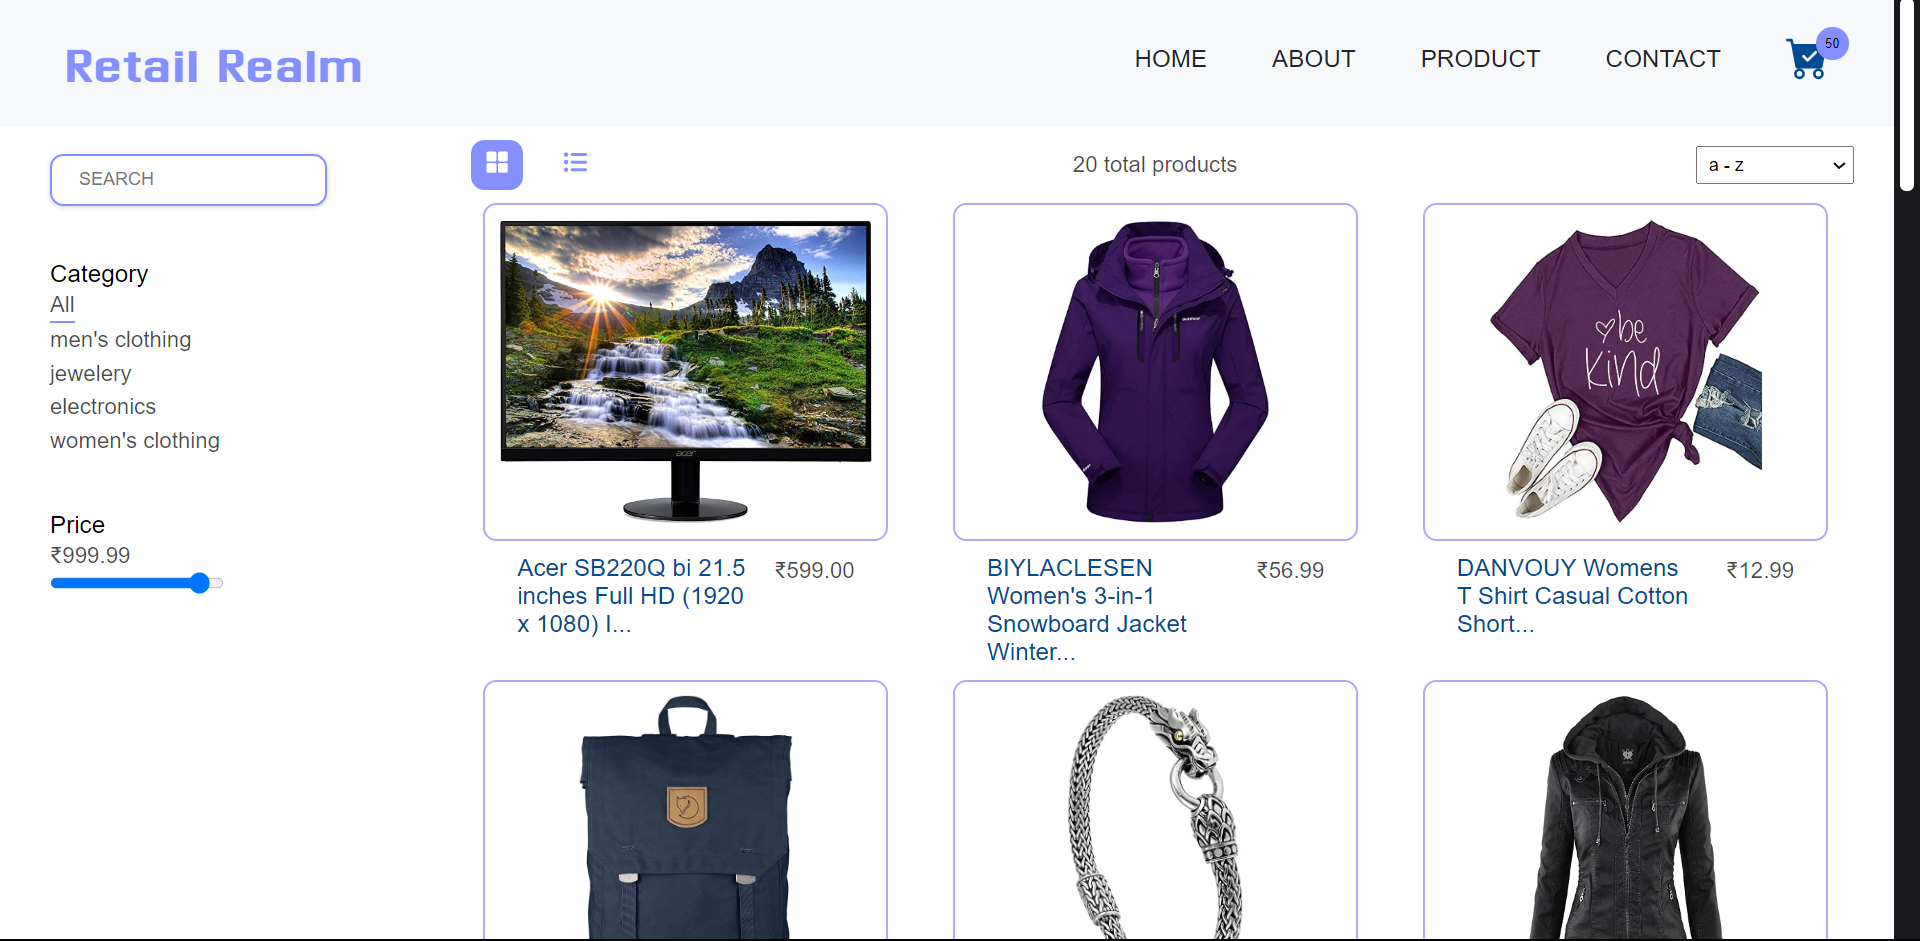 Retail Realm
HOME
ABOUT
PRODUCT
CONTACT
50
SEARCH
20 total products
a - z
Category
All
men's clothing
jewelery
electronics
women's clothing
Price
₹999.99
acer
Acer SB220Q bi 21.5
inches Full HD (1920
x 1080) I...
₹599.00
outdoor
BIYLACLESEN
Women's 3-in-1
Snowboard Jacket
Winter...
₹56.99
be
kind
DANVOUY Womens
T Shirt Casual Cotton
Short...
₹12.99